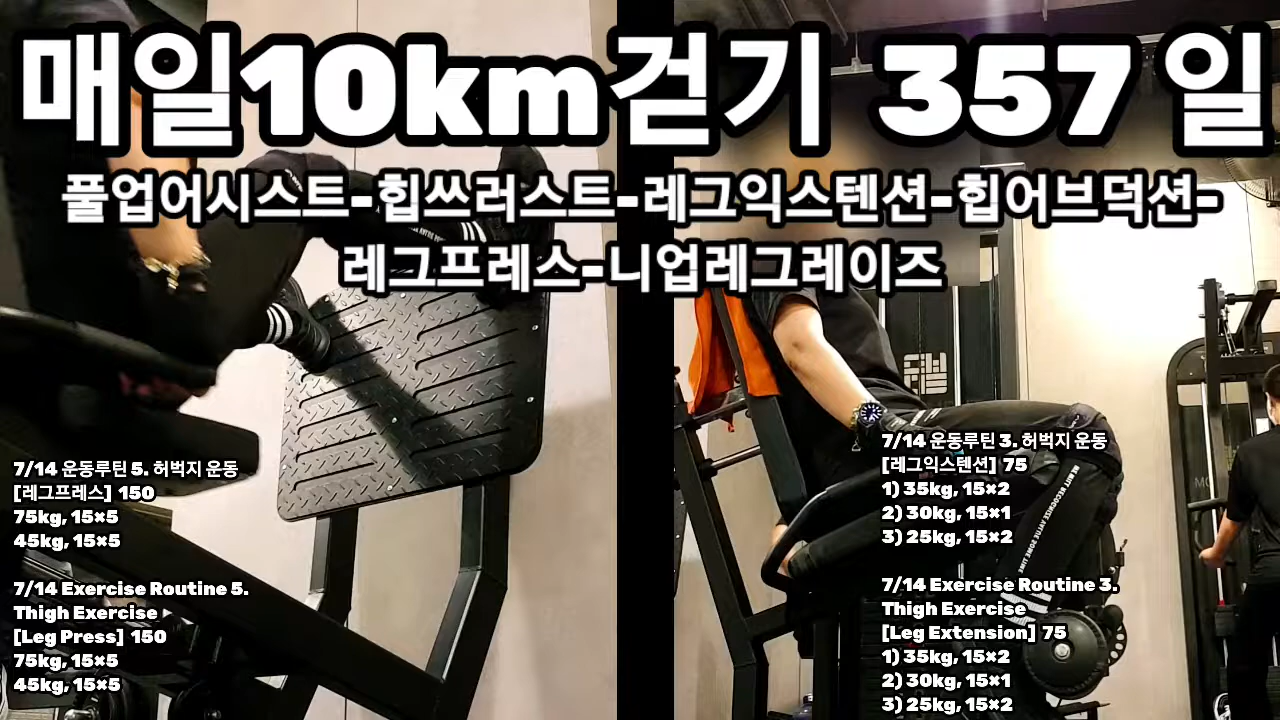 매일10km걷기 357일
풀업어시스트-힙쓰러스트-레그익스텐션-힙어브덕션-
레그프레스-니업레그레이즈
7/14 운동루틴 5. 허벅지 운동
[레그프레스] 150
75kg, 15×5
45kg, 15×5
7/14 Exercise Routine 5.
Thigh Exercise ▸
[Leg Press] 150
75kg, 15×5
45kg, 15×5
7/14 운동루틴 3. 허벅지 운동
[레그익스텐션] 75
1) 35kg, 15×2
2) 30kg, 15×1
3) 25kg, 15×2
7/14 Exercise Routine 3.
Thigh Exercise
[Leg Extension] 75
1) 35kg, 15×2
2) 30kg, 15×1
3) 25kg, 15×2